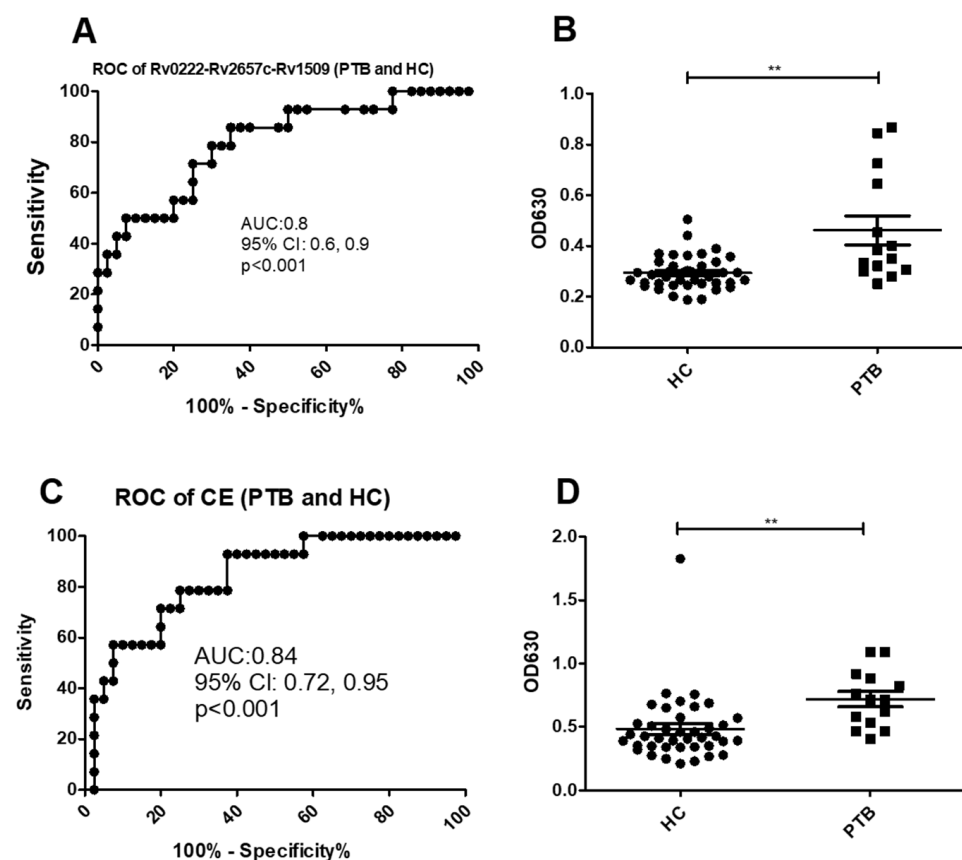 A
ROC of Rv0222-Rv2657c-Rv1509 (PTB and HC)
100
80
60
40
20
0
Sensitivity
AUC:0.8
95% CI: 0.6, 0.9
p<0.001
0
20
40
60
80
100
100% - Specificity%
B
**
1.0
0.8
0.6
0.4
0.2
0.0
OD630
HC
PTB
C
ROC of CE (PTB and HC)
100
80
60
40
20
0
Sensitivity
AUC:0.84
95% CI: 0.72, 0.95
p<0.001
0
20
40
60
80
100
100% - Specificity%
D
**
2.0
1.5
1.0
0.5
0.0
OD630
HC
PTB